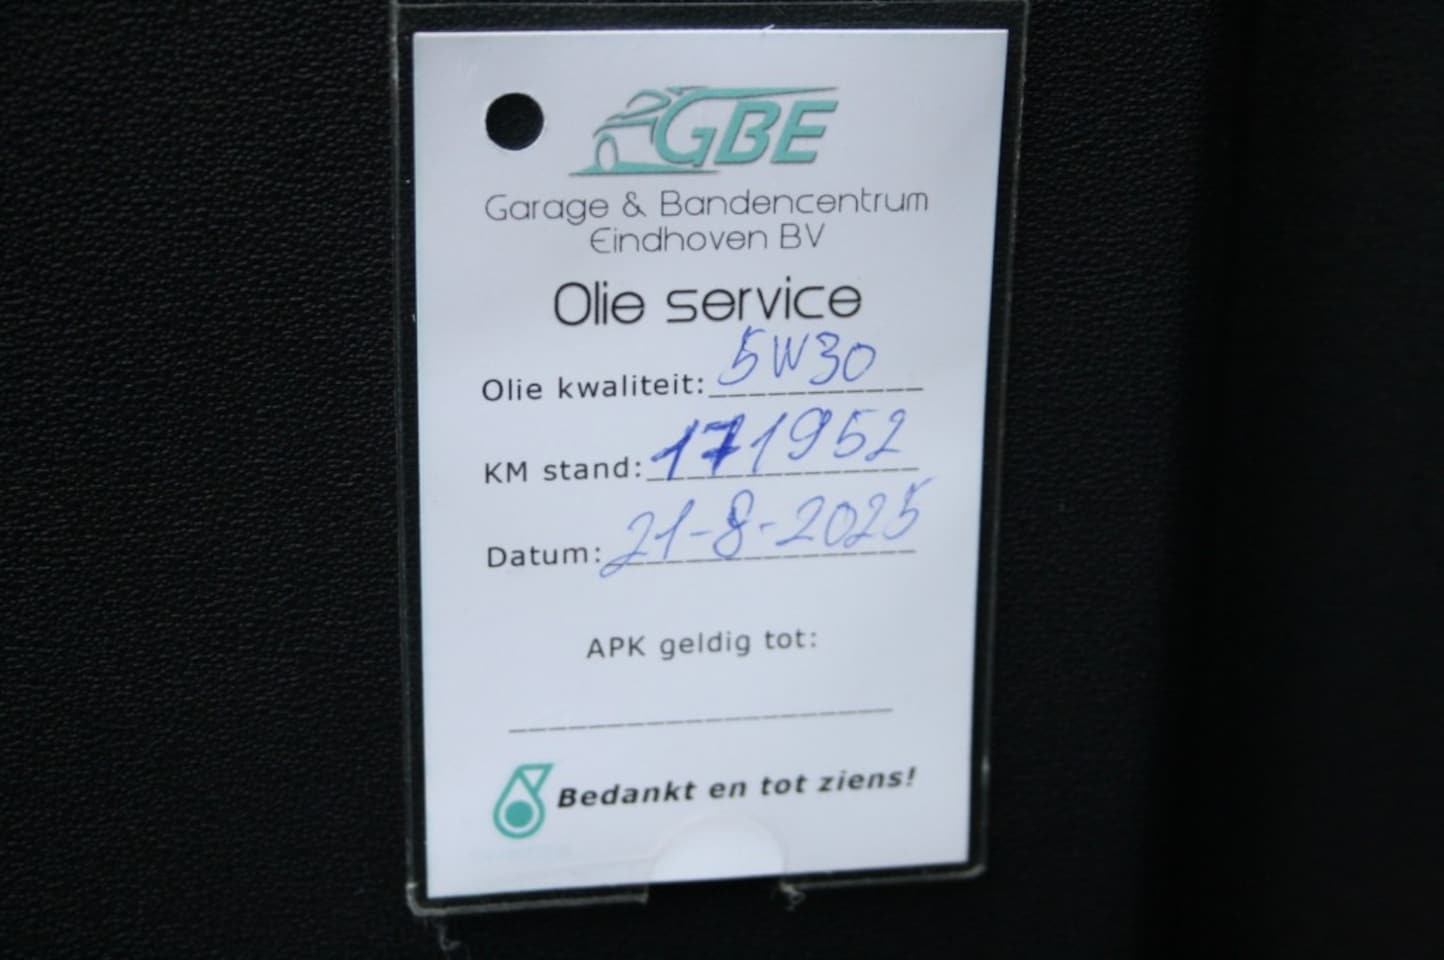 GBE
Garage & Bandencentrum
Eindhoven BV
Olie service
Olie kwaliteit: 5W30
KM stand: 171952
Datum: 21-8-2025
APK geldig tot:
Bedankt en tot ziens!